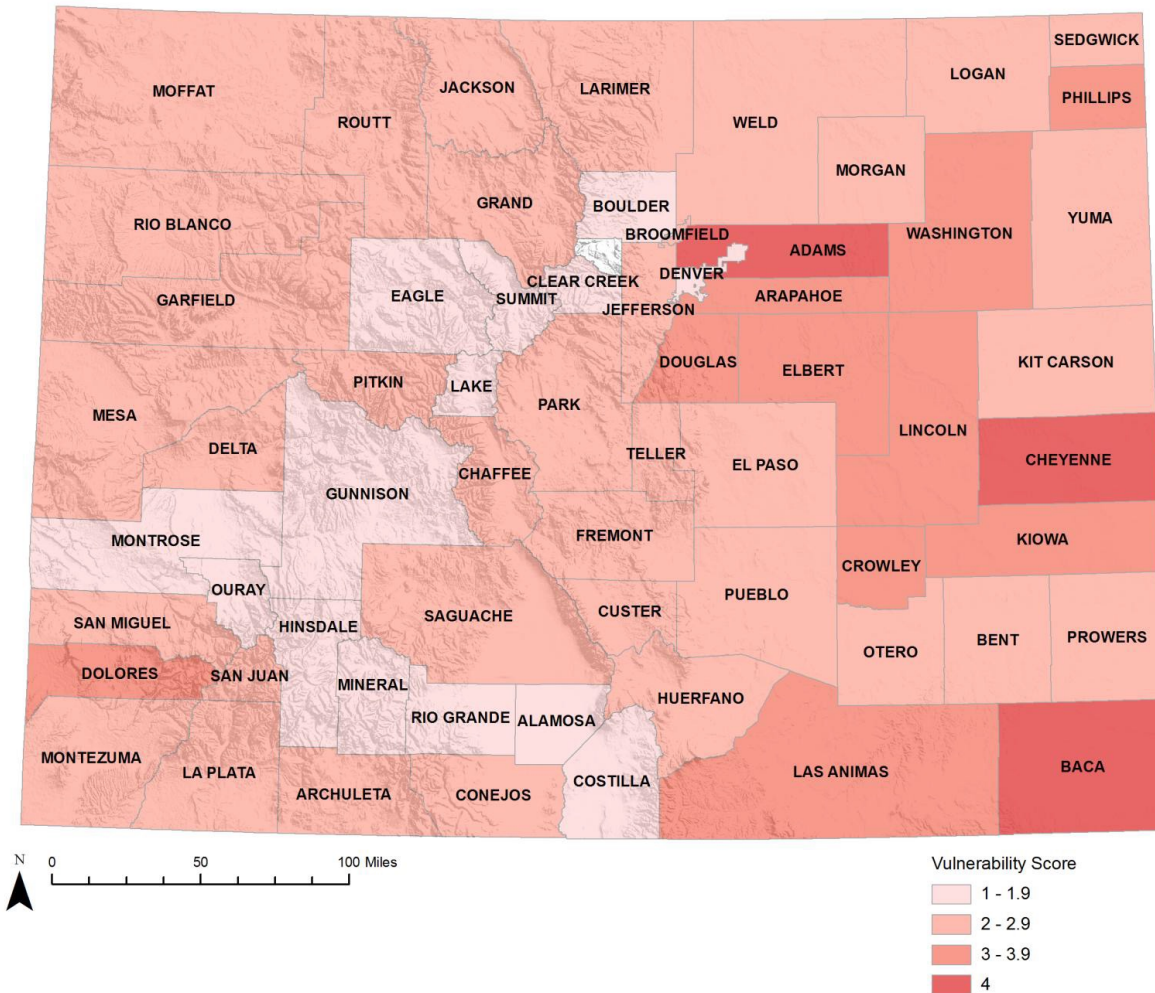 SEDGWICK
LOGAN
JACKSON
LARIMER
MOFFAT
PHILLIPS
ROUTT
WELD
MORGAN
GRAND
BOULDER
YUMA
RIO BLANCO
BROOMFIELD
WASHINGTON
ADAMS
DENVER
CLEAR CREEK
EAGLE
SUMMIT
ARAPAHOE
GARFIELD
JEFFERSON
DOUGLAS
KIT CARSON
ELBERT
PITKIN
LAKE
PARK
MESA
LINCOLN
DELTA
TELLER
CHEYENNE
EL PASO
CHAFFEE
GUNNISON
FREMONT
MONTROSE
KIOWA
CROWLEY
OURAY
PUEBLO
CUSTER
SAGUACHE
SAN MIGUEL
HINSDALE
PROWERS
BENT
OTERO
DOLORES
SAN JUAN
MINERAL
HUERFANO
RIO GRANDE
ALAMOSA
MONTEZUMA
LA PLATA
BACA
LAS ANIMAS
COSTILLA
ARCHULETA
CONEJOS
N
0 50 100 Miles
Vulnerability Score
1 - 1.9
2 - 2.9
3 - 3.9
4